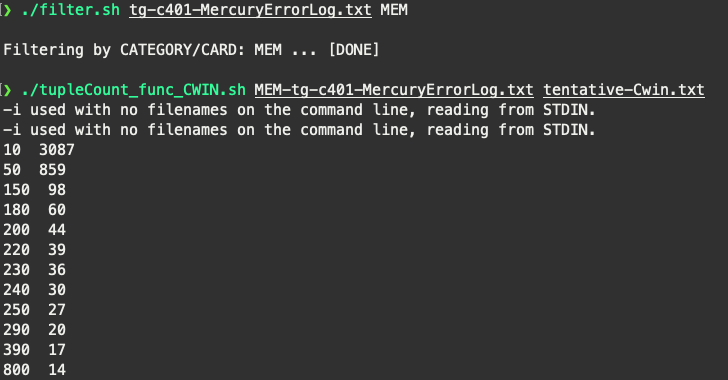 ❯ ./filter.sh tg-c401-MercuryErrorLog.txt MEM
Filtering by CATEGORY/CARD: MEM ... [DONE]
❯ ./tupleCount_func_CWIN.sh MEM-tg-c401-MercuryErrorLog.txt tentative-Cwin.txt
-i used with no filenames on the command line, reading from STDIN.
-i used with no filenames on the command line, reading from STDIN.
10  3087
50  859
150  98
180  60
200  44
220  39
230  36
240  30
250  27
290  20
390  17
800  14